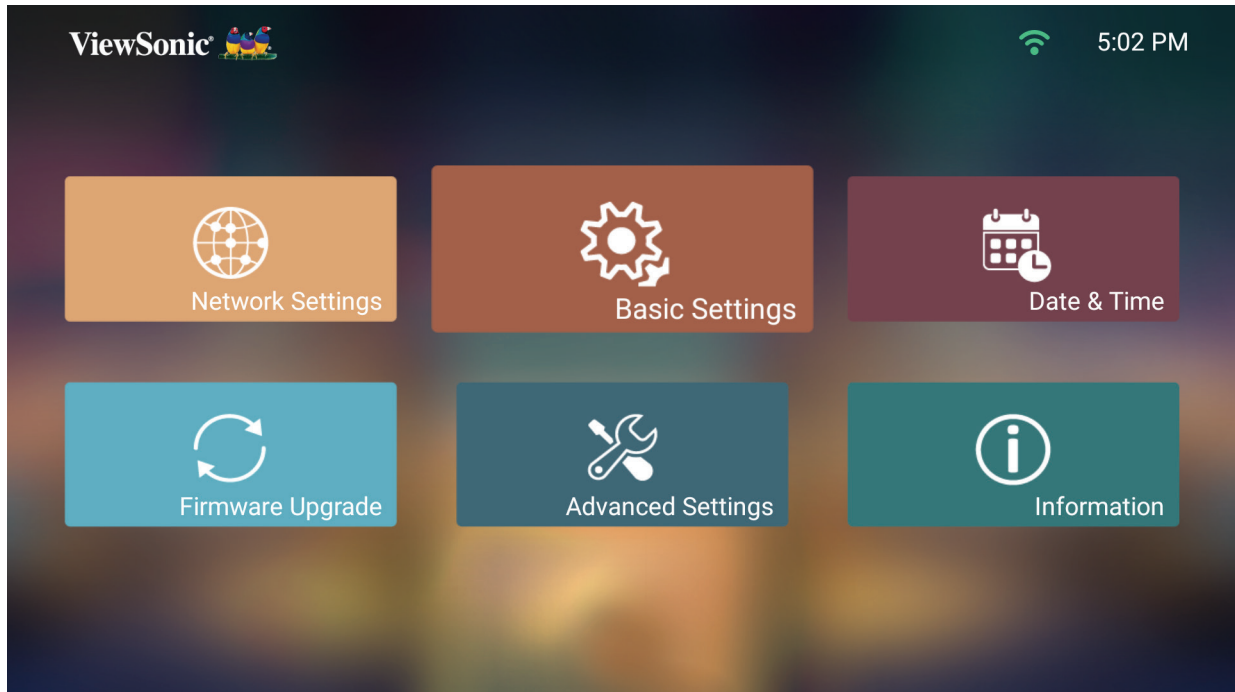 ViewSonic®
5:02 PM
Network Settings
Basic Settings
Date & Time
Firmware Upgrade
Advanced Settings
Information